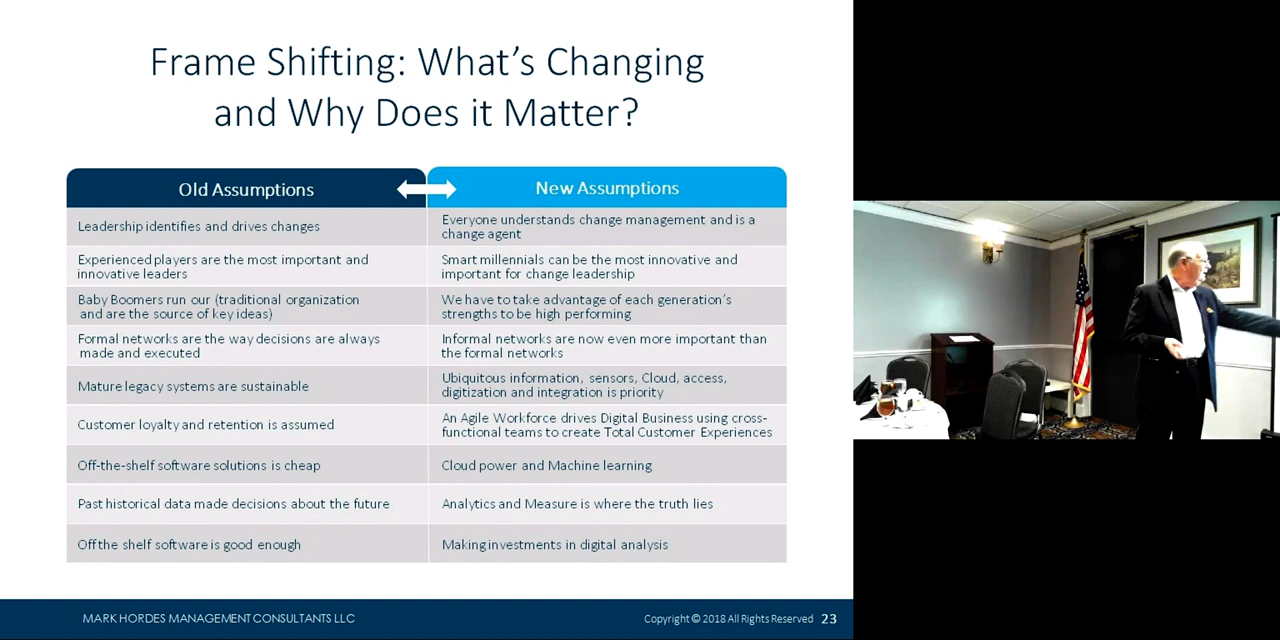 Frame Shifting: What's Changing
and Why Does it Matter?
Old Assumptions
New Assumptions
Leadership identifies and drives changes
Everyone understands change management and is a
change agent
Experienced players are the most important and
innovative leaders
Smart millennials can be the most innovative and
important for change leadership
Baby Boomers run our (traditional organization
and are the source of key ideas)
We have to take advantage of each generation's
strengths to be high performing
Formal networks are the way decisions are always
made and executed
Informal networks are now even more important than
the formal networks
Mature legacy systems are sustainable
Ubiquitous information, sensors, Cloud, access,
digitization and integration is priority
Customer loyalty and retention is assumed
An Agile Workforce drives Digital Business using cross-
functional teams to create Total Customer Experiences
Off-the-shelf software solutions is cheap
Cloud power and Machine learning
Past historical data made decisions about the future
Analytics and Measure is where the truth lies
Off the shelf software is good enough
Making investments in digital analysis
MARK HORDES MANAGEMENT CONSULTANTS LLC
Copyright © 2018 All Rights Reserved 23